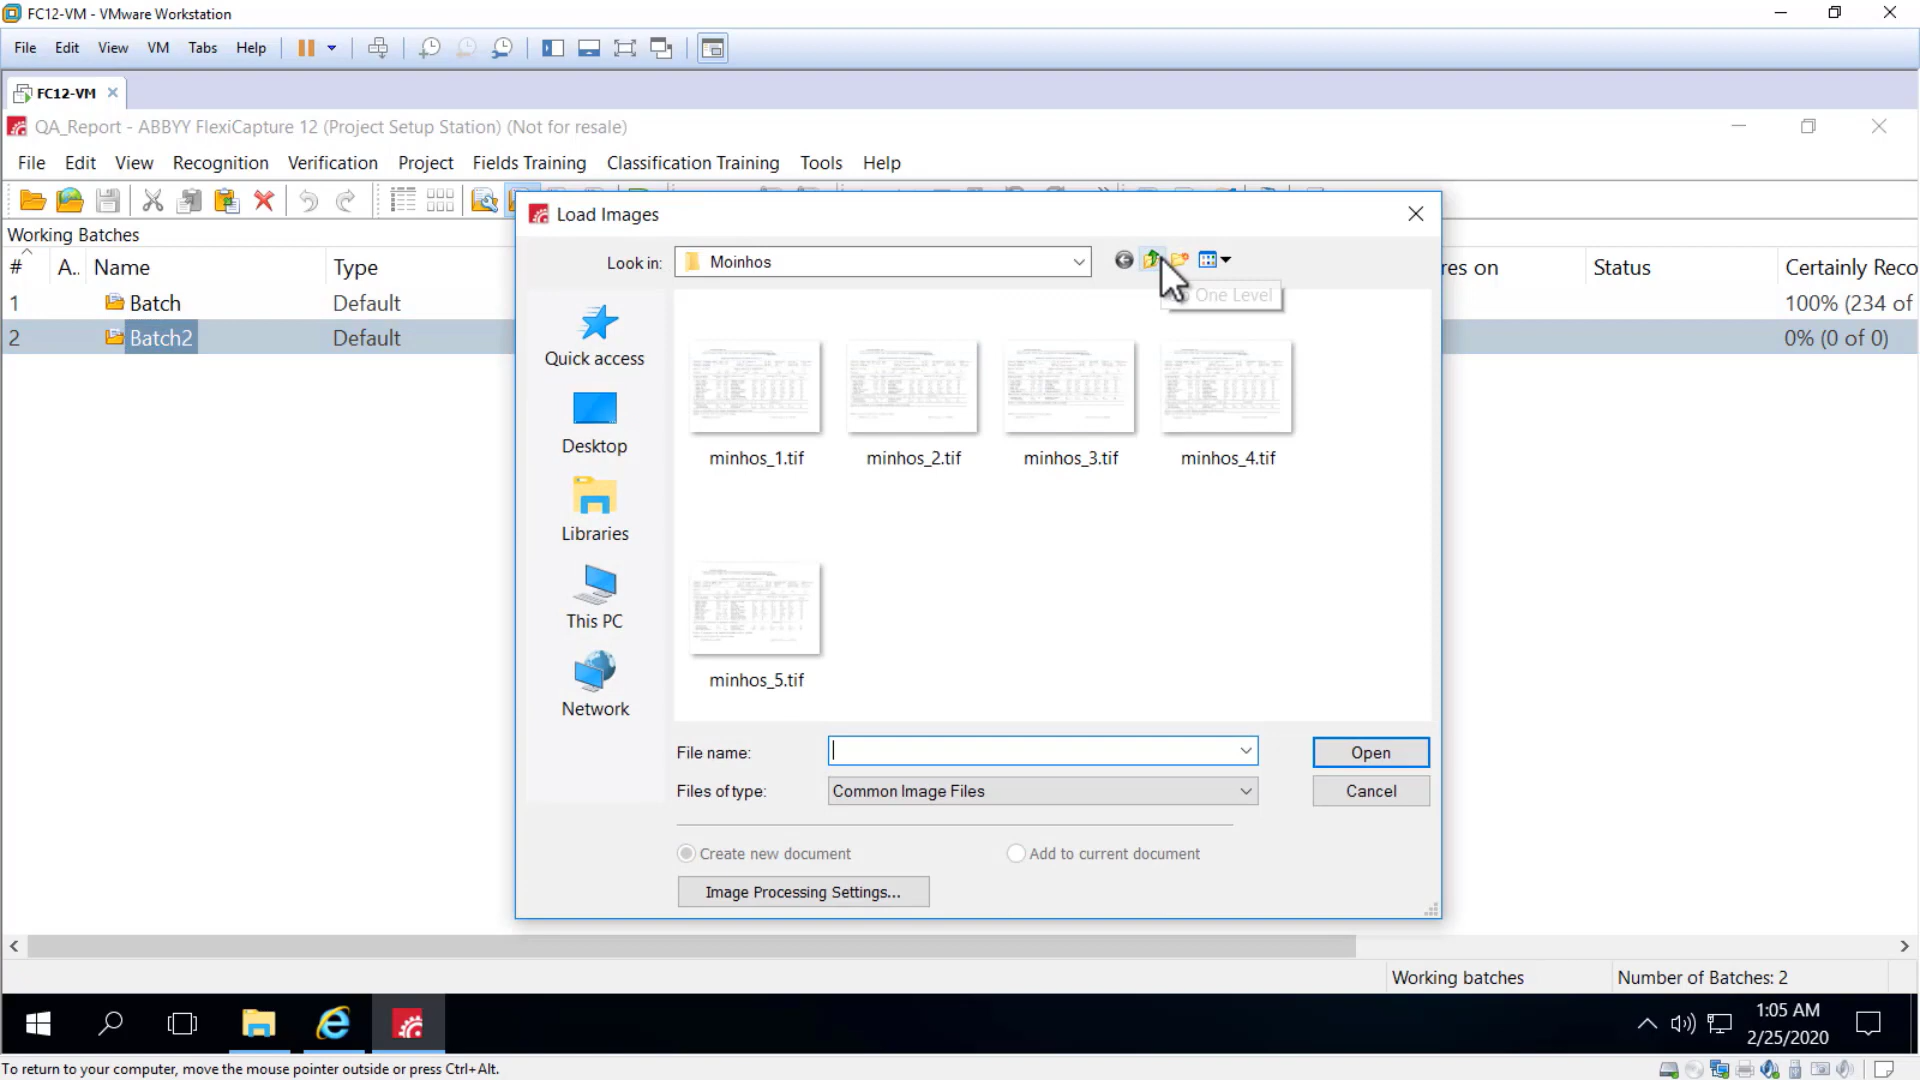 FC12-VM - VMware Workstation
File Edit View VM Tabs Help
FC12-VM
QA_Report - ABBYY FlexiCapture 12 (Project Setup Station) (Not for resale)
File Edit View Recognition Verification Project Fields Training Classification Training Tools Help
Working Batches
# A.. Name Type res on Status Certainly Reco
1 Batch Default 100% (234 of
2 Batch2 Default 0% (0 of 0)
Load Images
Look in: Moinhos
One Level
Quick access
Desktop
Libraries
This PC
Network
minhos_1.tif minhos_2.tif minhos_3.tif minhos_4.tif
minhos_5.tif
File name: Open
Files of type: Common Image Files Cancel
Create new document Add to current document
Image Processing Settings...
Working batches Number of Batches: 2
1:05 AM
2/25/2020
To return to your computer, move the mouse pointer outside or press Ctrl+Alt.